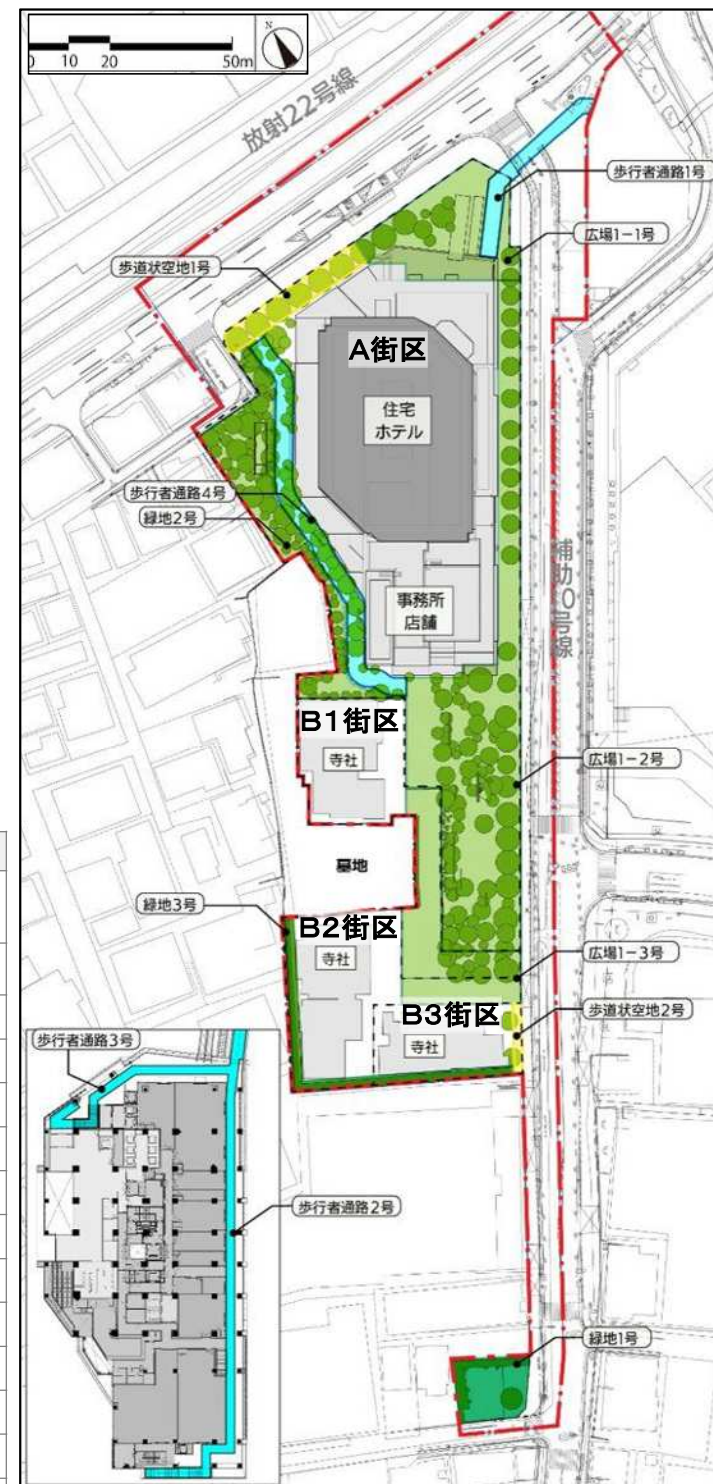 N
0 10 20 50m
放射22号線
歩行者通路1号
広場1-1号
歩道状空地1号
A街区
住宅
ホテル
歩行者通路4号
緑地2号
事務所
店舗
B1街区
寺社
広場1-2号
墓地
緑地3号
B2街区
寺社
広場1-3号
B3街区
歩道状空地2号
寺社
歩行者通路3号
歩行者通路2号
緑地1号